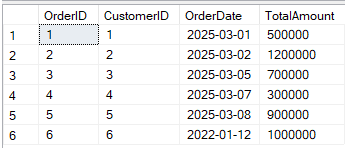 OrderID CustomerID OrderDate TotalAmount
1 1 1 2025-03-01 500000
2 2 2 2025-03-02 1200000
3 3 3 2025-03-05 700000
4 4 4 2025-03-07 300000
5 5 5 2025-03-08 900000
6 6 6 2022-01-12 1000000